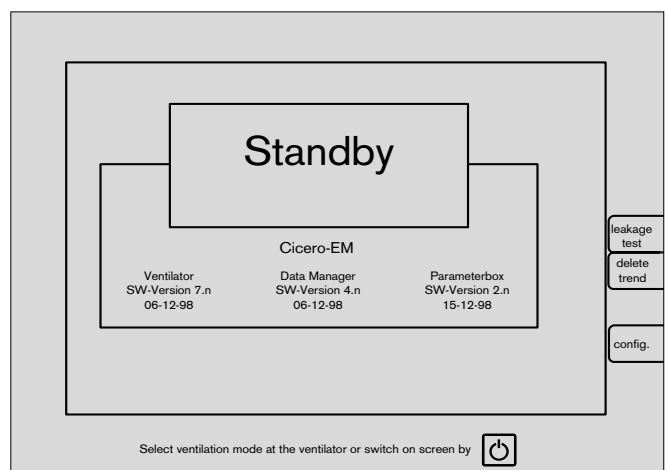 Standby
Cicero-EM
Ventilator
SW-Version 7.n
06-12-98
Data Manager
SW-Version 4.n
06-12-98
Parameterbox
SW-Version 2.n
15-12-98
leakage
test
delete
trend
config.
Select ventilation mode at the ventilator or switch on screen by